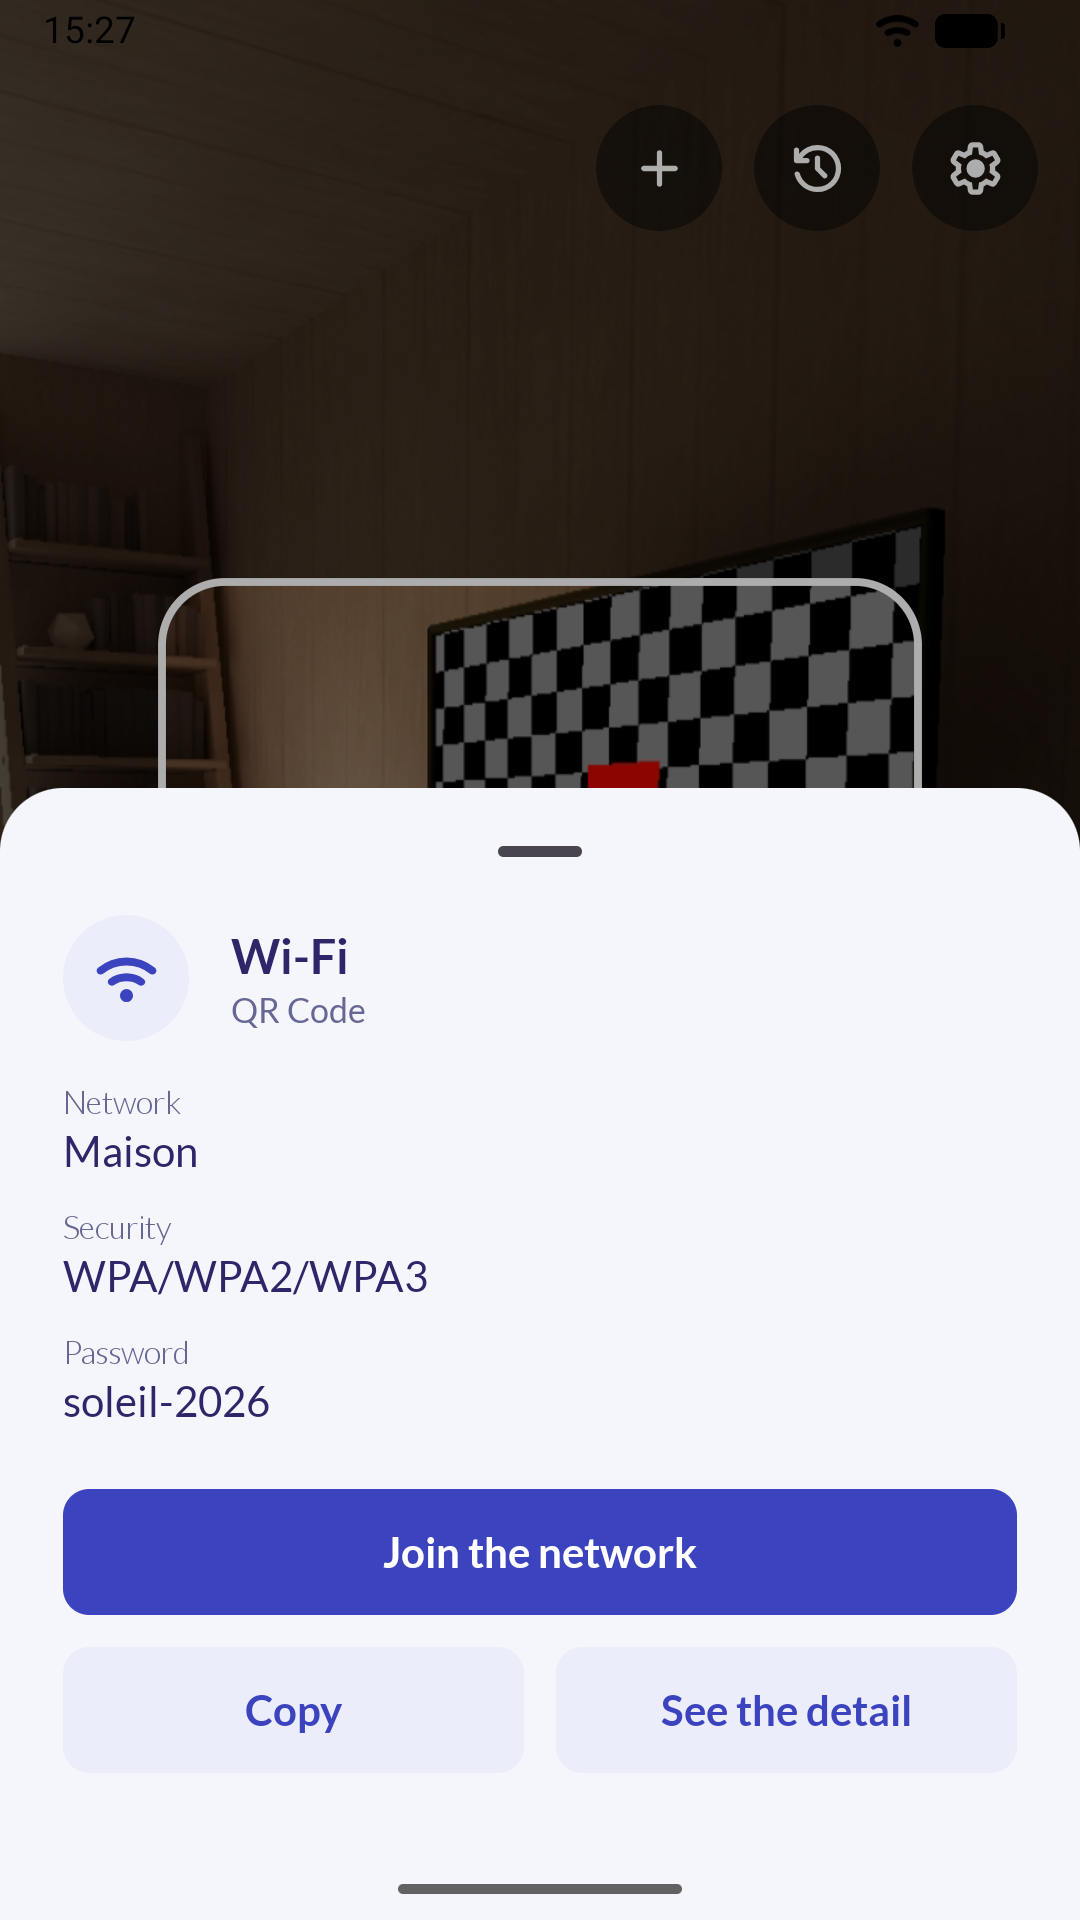 15:27
Wi-Fi
QR Code
Network
Maison
Security
WPA/WPA2/WPA3
Password
soleil-2026
Join the network
Copy
See the detail